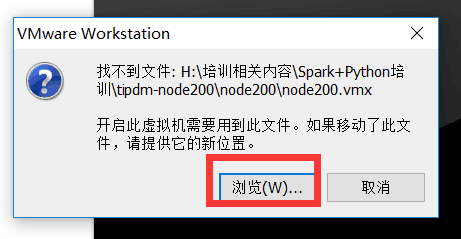 VMware Workstation
找不到文件: H:\培训相关内容\Spark+Python培
训\tipdm-node200\node200\node200.vmx
开启此虚拟机需要用到此文件。如果移动了此文
件，请提供它的新位置。
浏览(W)...
取消